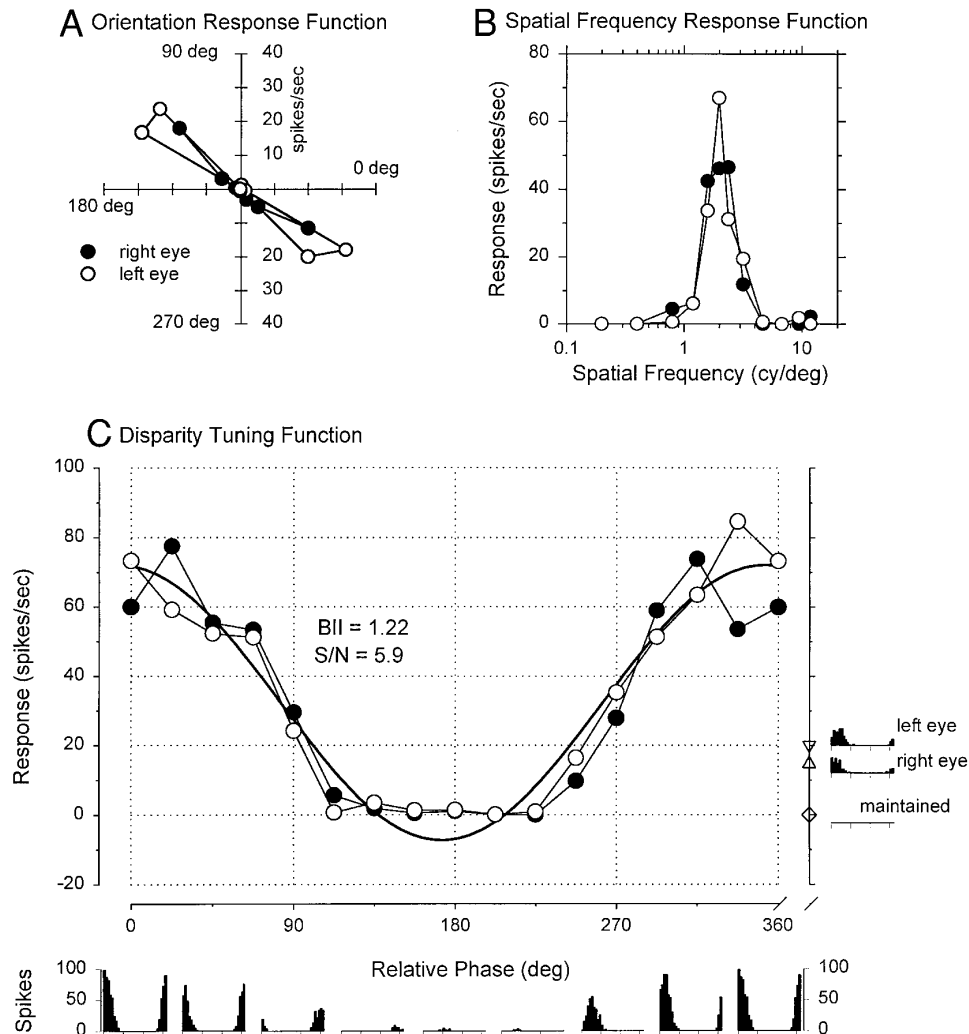 A Orientation Response Function
90 deg
40
30
20
10
spikes/sec
0 deg
180 deg
10
20
30
40
270 deg
right eye
left eye
B Spatial Frequency Response Function
80
60
40
20
0
Response (spikes/sec)
0.1 1 10
Spatial Frequency (cy/deg)
C Disparity Tuning Function
100
80
60
40
20
0
-20
Response (spikes/sec)
BII = 1.22
S/N = 5.9
left eye
right eye
maintained
0 90 180 270 360
Relative Phase (deg)
Spikes
100
50
0
100
50
0